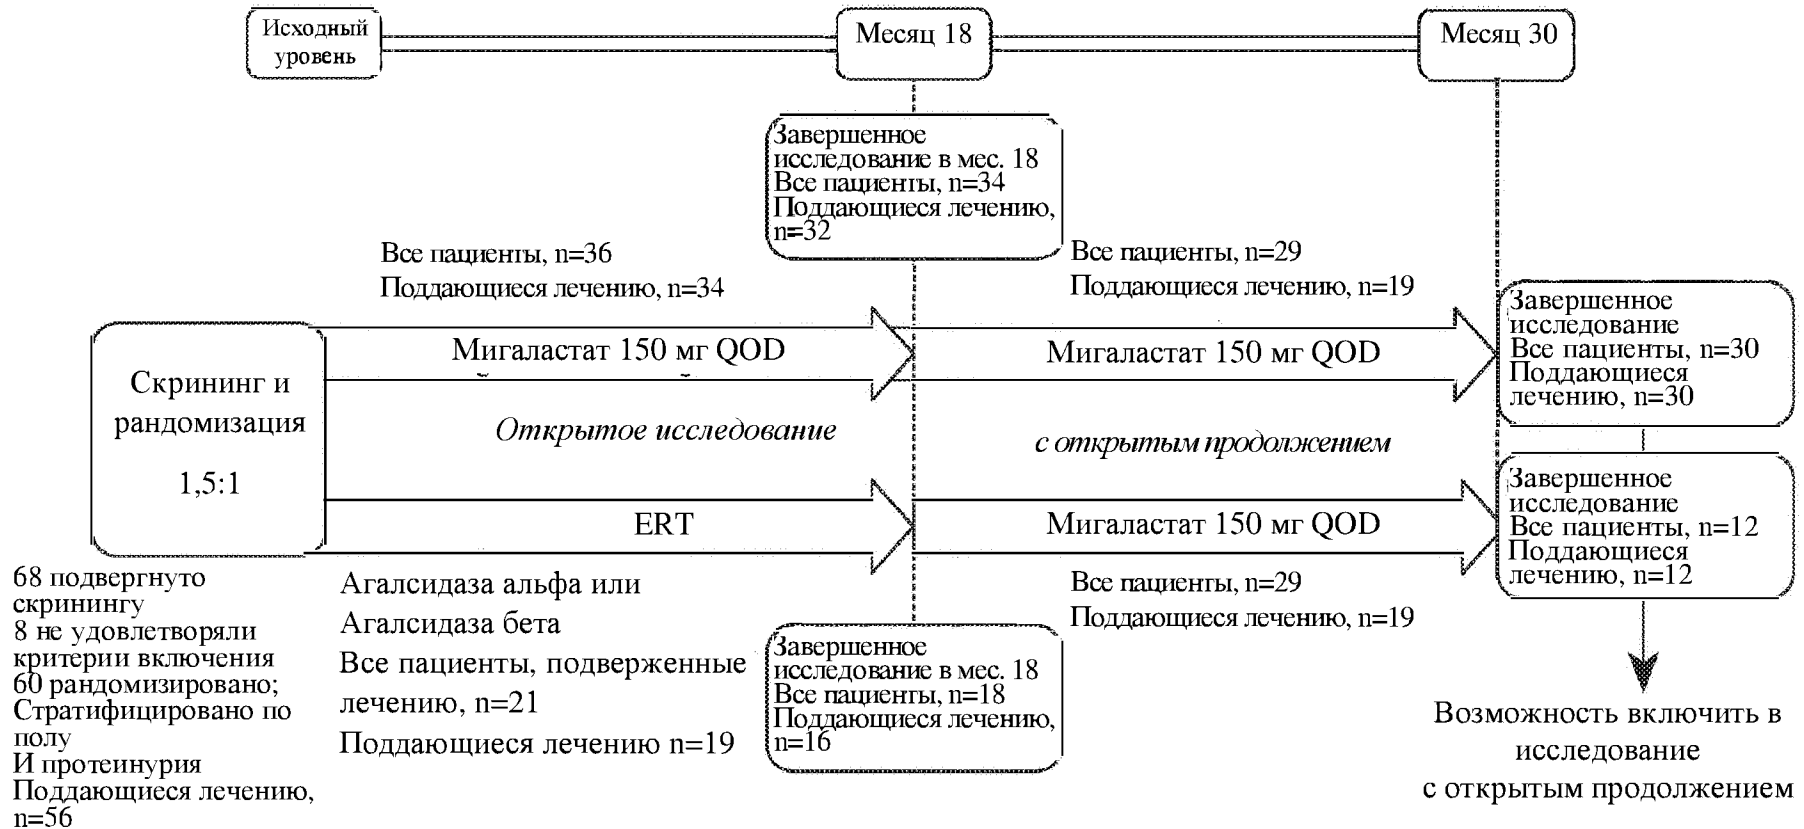 Исходный
уровень
Месяц 18
Месяц 30
Завершенное
исследование в мес. 18
Все пациенты, n=34
Поддающиеся лечению,
n=32
Все пациенты, n=36
Поддающиеся лечению, n=34
Все пациенты, n=29
Поддающиеся лечению, n=19
Завершенное
исследование
Все пациенты, n=30
Поддающиеся
лечению, n=30
Скрининг и
рандомизация
1,5:1
Мигаластат 150 мг QOD
Мигаластат 150 мг QOD
Открытое исследование
с открытым продолжением
ERT
Мигаластат 150 мг QOD
Завершенное
исследование
Все пациенты, n=12
Поддающиеся
лечению, n=12
68 подвергнуто
скринингу
8 не удовлетворяли
критерии включения
60 рандомизировано;
Стратифицировано по
полу
И протеинурия
Поддающиеся лечению,
n=56
Агалсидаза альфа или
Агалсидаза бета
Все пациенты, подверженные
лечению, n=21
Поддающиеся лечению n=19
Завершенное
исследование в мес. 18
Все пациенты, n=18
Поддающиеся лечению,
n=16
Все пациенты, n=29
Поддающиеся лечению, n=19
Возможность включить в
исследование
с открытым продолжением